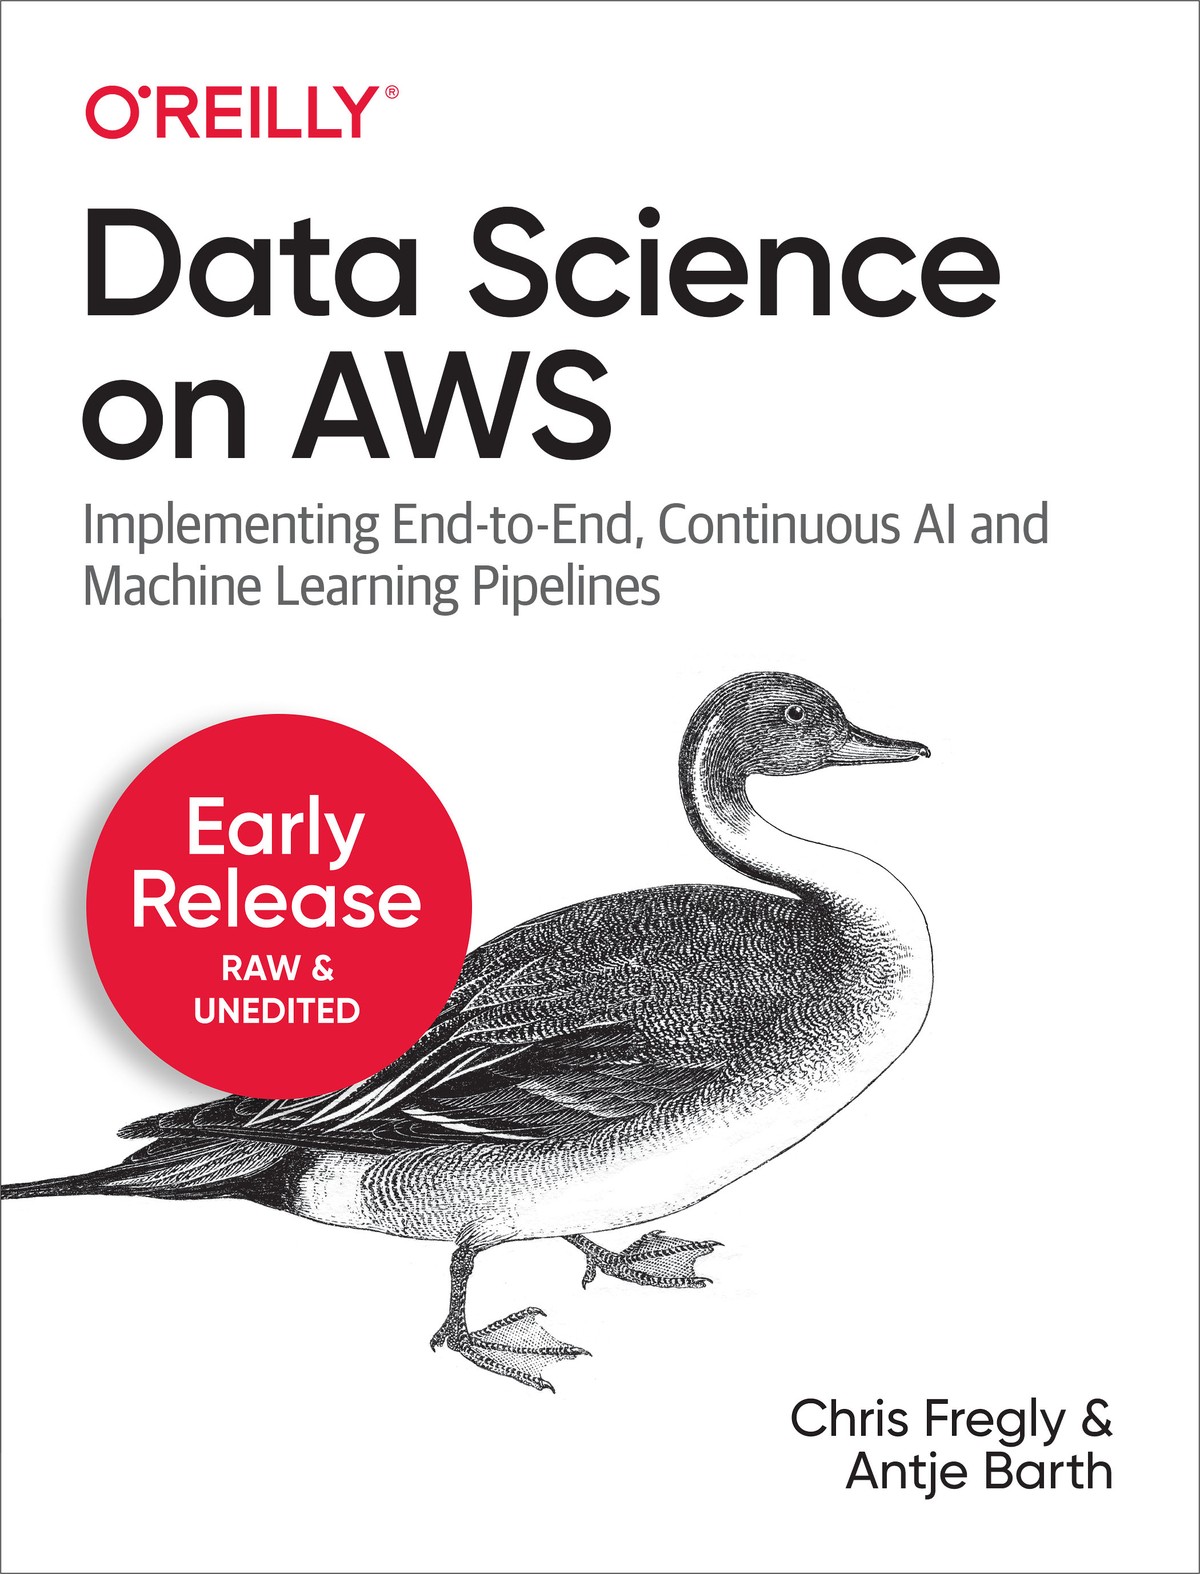 O'REILLY®
Data Science
on AWS
Implementing End-to-End, Continuous AI and
Machine Learning Pipelines
Early
Release
RAW &
UNEDITED
Chris Fregly &
Antje Barth